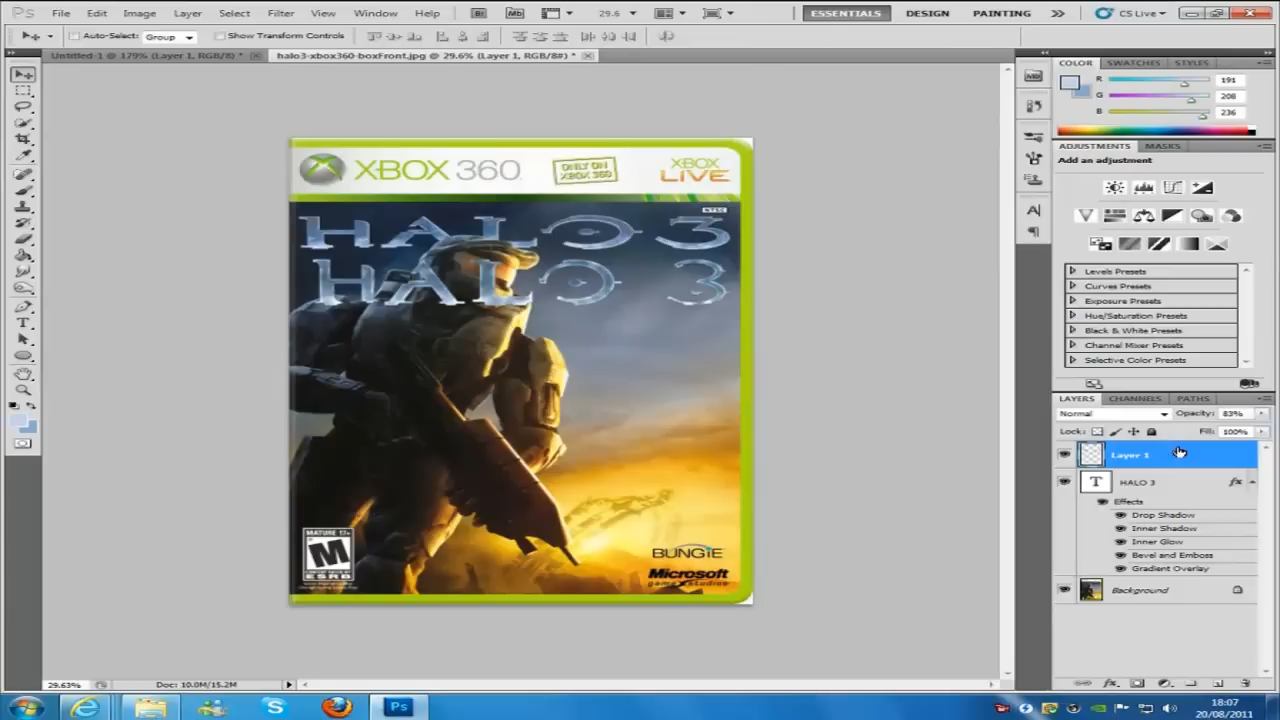 Ps File Edit Image Layer Select Filter View Window Help Br Mb 29.6 ESSENTIALS DESIGN PAINTING CS Live
Auto-Select: Group Show Transform Controls
Untitled-1 @ 179% (Layer 1, RGB/8) * halo3-xbox360-boxFront.jpg @ 29.6% (Layer 1, RGB/8#) *
COLOR SWATCHES STYLES
R 191
G 208
B 236
ADJUSTMENTS MASKS
Add an adjustment
Levels Presets
Curves Presets
Exposure Presets
Hue/Saturation Presets
Black & White Presets
Channel Mixer Presets
Selective Color Presets
LAYERS CHANNELS PATHS
Normal Opacity: 83%
Lock: Fill: 100%
Layer 1
T HALO 3 fx
Effects
Drop Shadow
Inner Shadow
Inner Glow
Bevel and Emboss
Gradient Overlay
Background
XBOX 360 ONLY ON XBOX 360 XBOX LIVE
NTSC
HALO 3
HALO 3
MATURE 17+
M
ESRB
BUNGiE
Microsoft
game studios
29.63% Doc: 10.0M/15.2M
Ps
18:07
20/08/2011